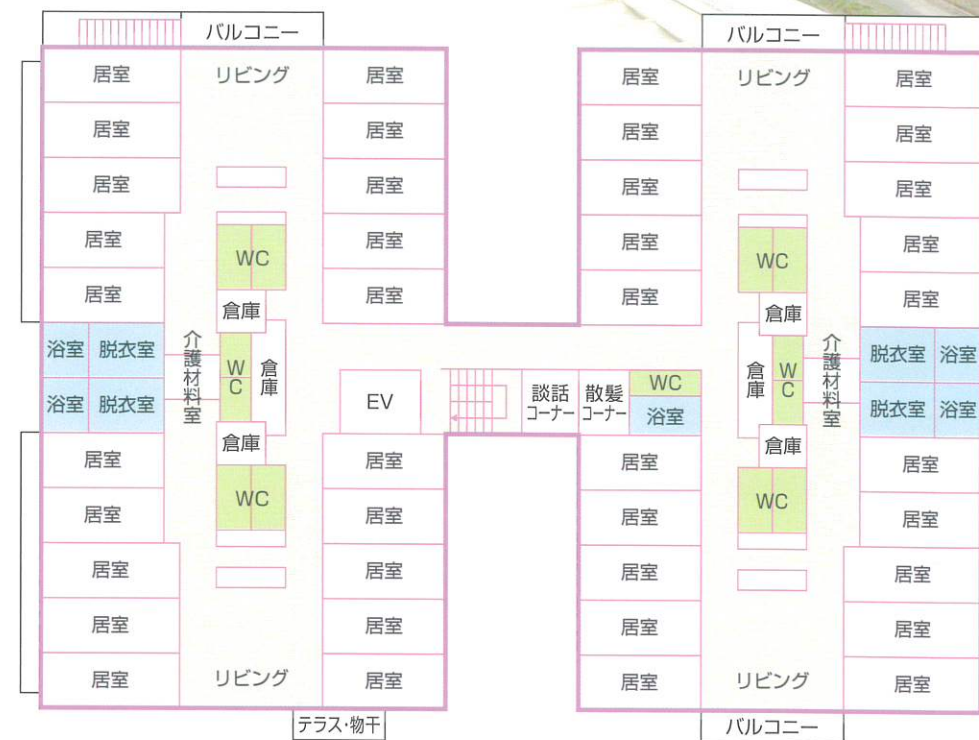 バルコニー
バルコニー
居室 リビング 居室
居室 リビング 居室
居室 居室
居室 居室
居室 居室
居室 居室
居室 居室
居室 居室
WC
WC
居室 居室
居室 居室
倉庫
倉庫
浴室 脱衣室
介護材料室
WC
倉庫
倉庫
WC
介護材料室
脱衣室 浴室
浴室 脱衣室
EV
談話コーナー
散髪コーナー
WC
浴室
脱衣室 浴室
倉庫
倉庫
居室 居室
居室 居室
WC
WC
居室 居室
居室 居室
居室 居室
居室 居室
居室 居室
居室 居室
居室 リビング 居室
居室 リビング 居室
テラス・物干
バルコニー